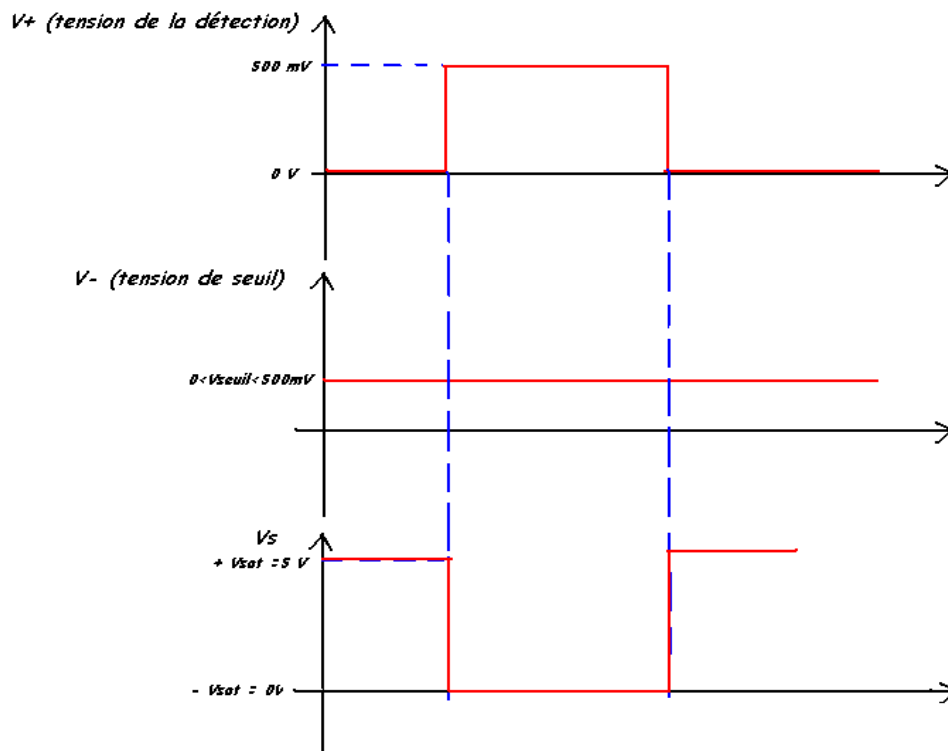 V+ (tension de la détection)
500 mV
0 V
V- (tension de seuil)
0<Vseuil<500mV
Vs
+ Vsat =5 V
- Vsat = 0v